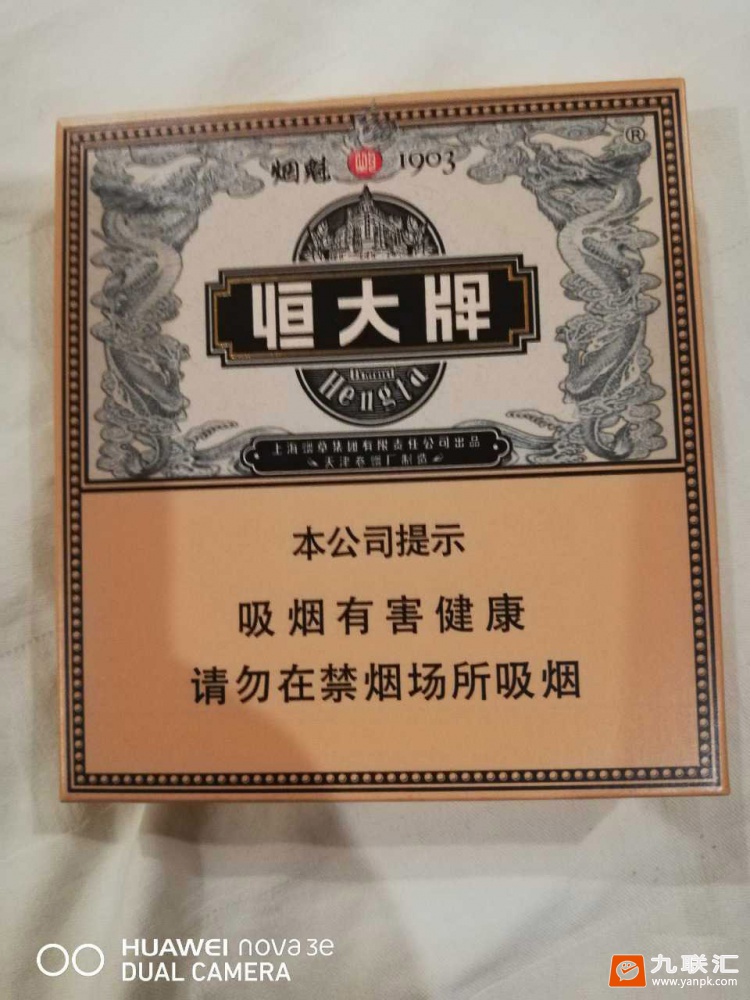 烟魁 1903
®
恒大牌
Hengta
上海烟草集团有限责任公司出品
天津卷烟厂制造
本公司提示
吸烟有害健康
请勿在禁烟场所吸烟
HUAWEI nova 3e
DUAL CAMERA
九联汇
www.yanpk.com